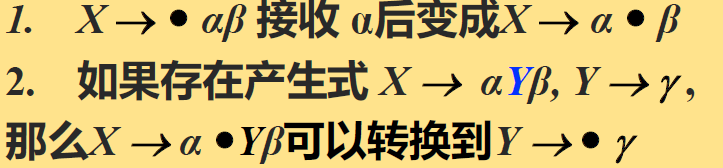 1. X → • αβ 接收 α后变成X → α • β
2. 如果存在产生式 X → αYβ, Y → γ ,
那么X → α •Yβ可以转换到Y → • γ